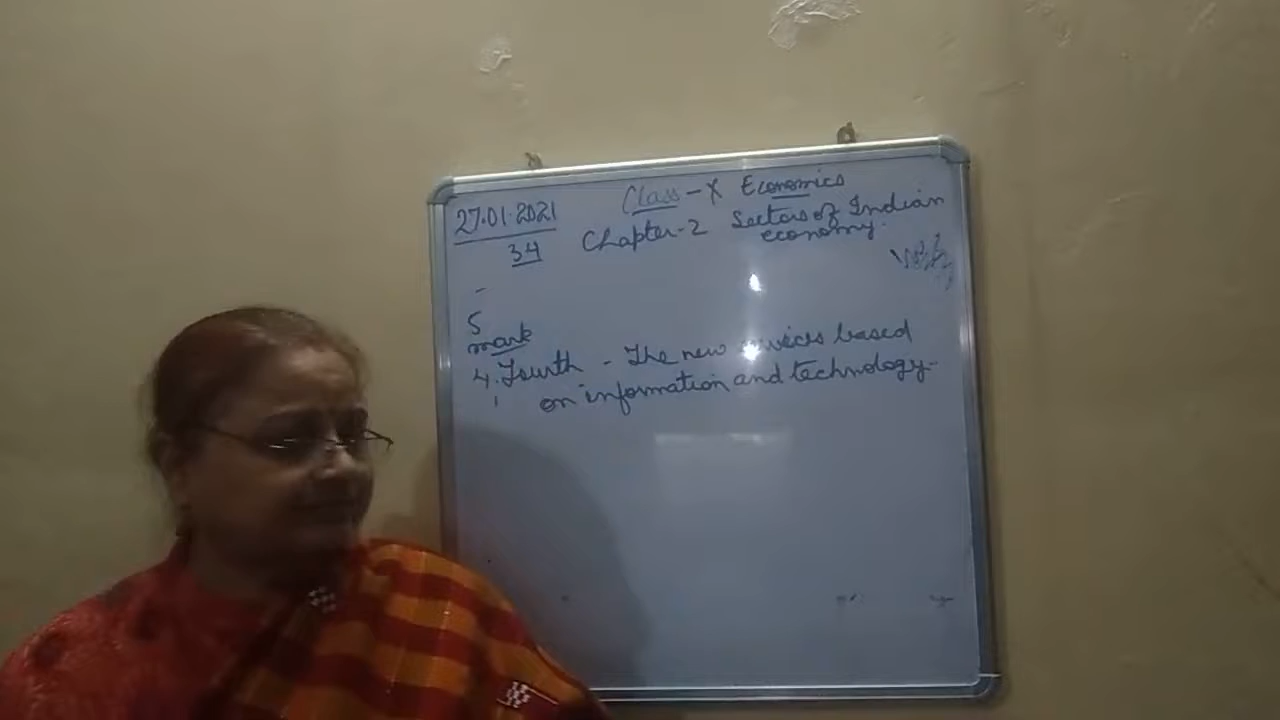 Class-X Economics
27.01.2021
Chapter-2 Sectors of Indian
economy.
34
5
mark
4. Fourth - The new based
on information and technology.